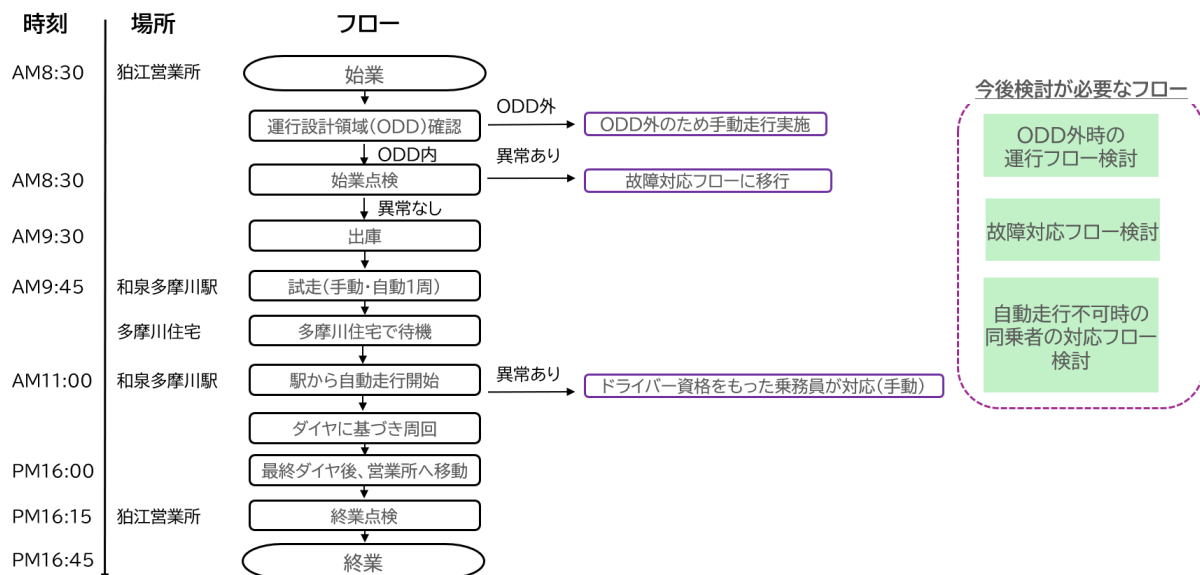 時刻
場所
フロー
AM8:30
狛江営業所
始業
今後検討が必要なフロー
運行設計領域(ODD)確認
ODD外
ODD外のため手動走行実施
ODD外時の
運行フロー検討
ODD内
AM8:30
始業点検
異常あり
故障対応フローに移行
異常なし
AM9:30
出庫
故障対応フロー検討
AM9:45
和泉多摩川駅
試走(手動・自動1周)
多摩川住宅
多摩川住宅で待機
自動走行不可時の
同乗者の対応フロー
検討
AM11:00
和泉多摩川駅
駅から自動走行開始
異常あり
ドライバー資格をもった乗務員が対応(手動)
ダイヤに基づき周回
PM16:00
最終ダイヤ後、営業所へ移動
PM16:15
狛江営業所
終業点検
PM16:45
終業